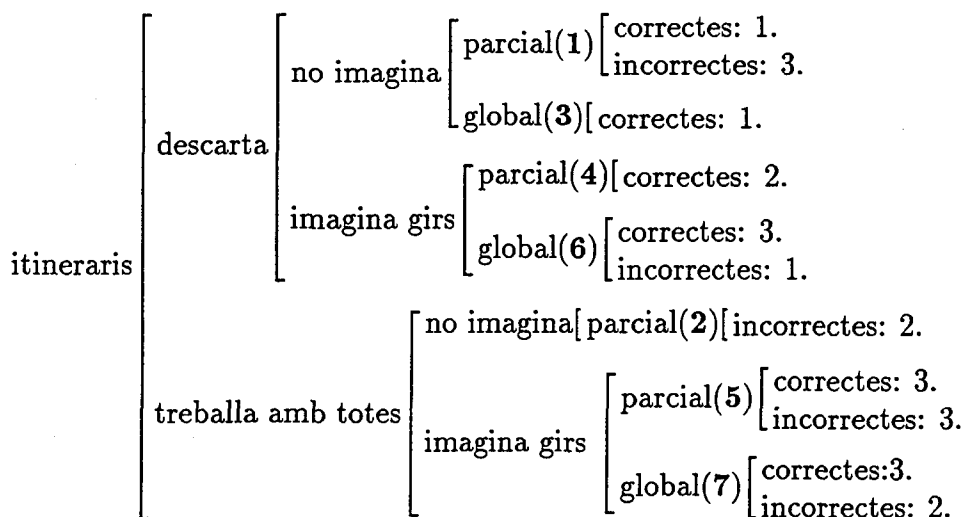 correctes: 1.
parcial(1)
incorrectes: 3.
no imagina
global(3)[correctes: 1.
descarta
parcial(4)[correctes: 2.
imagina girs
correctes: 3.
global(6)
incorrectes: 1.
itineraris
no imagina[parcial(2)[incorrectes: 2.
correctes: 3.
parcial(5)
incorrectes: 3.
treballa amb totes
imagina girs
correctes:3.
global(7)
incorrectes: 2.